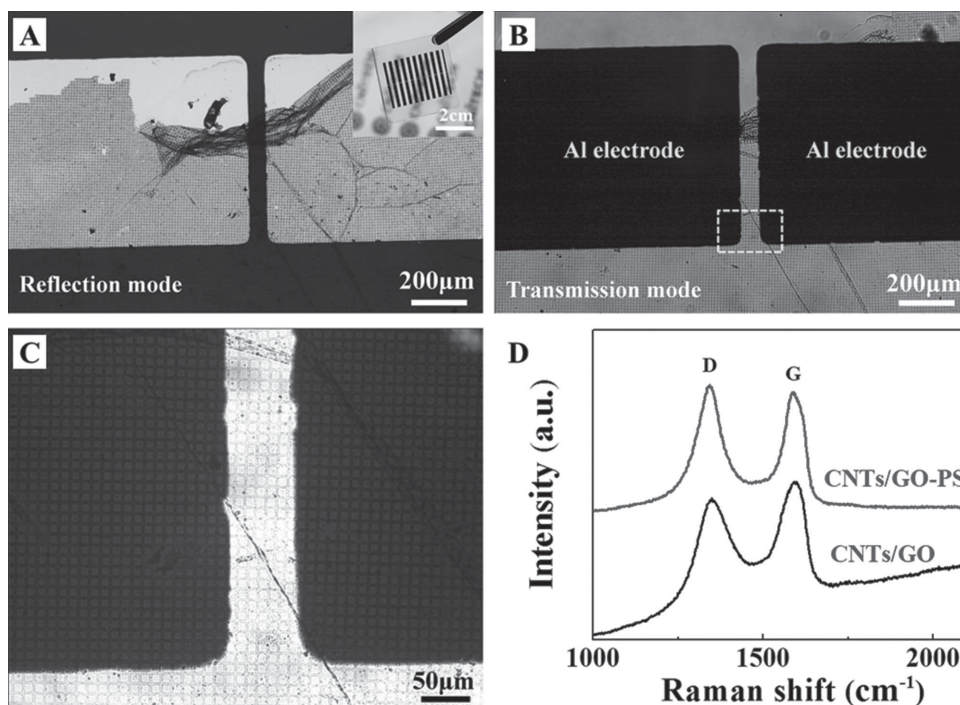 A
2cm
Reflection mode
200μm
B
Al electrode
Al electrode
Transmission mode
200μm
C
50μm
D
D
G
CNTs/GO-PS
CNTs/GO
Intensity (a.u.)
1000
1500
2000
Raman shift (cm⁻¹)